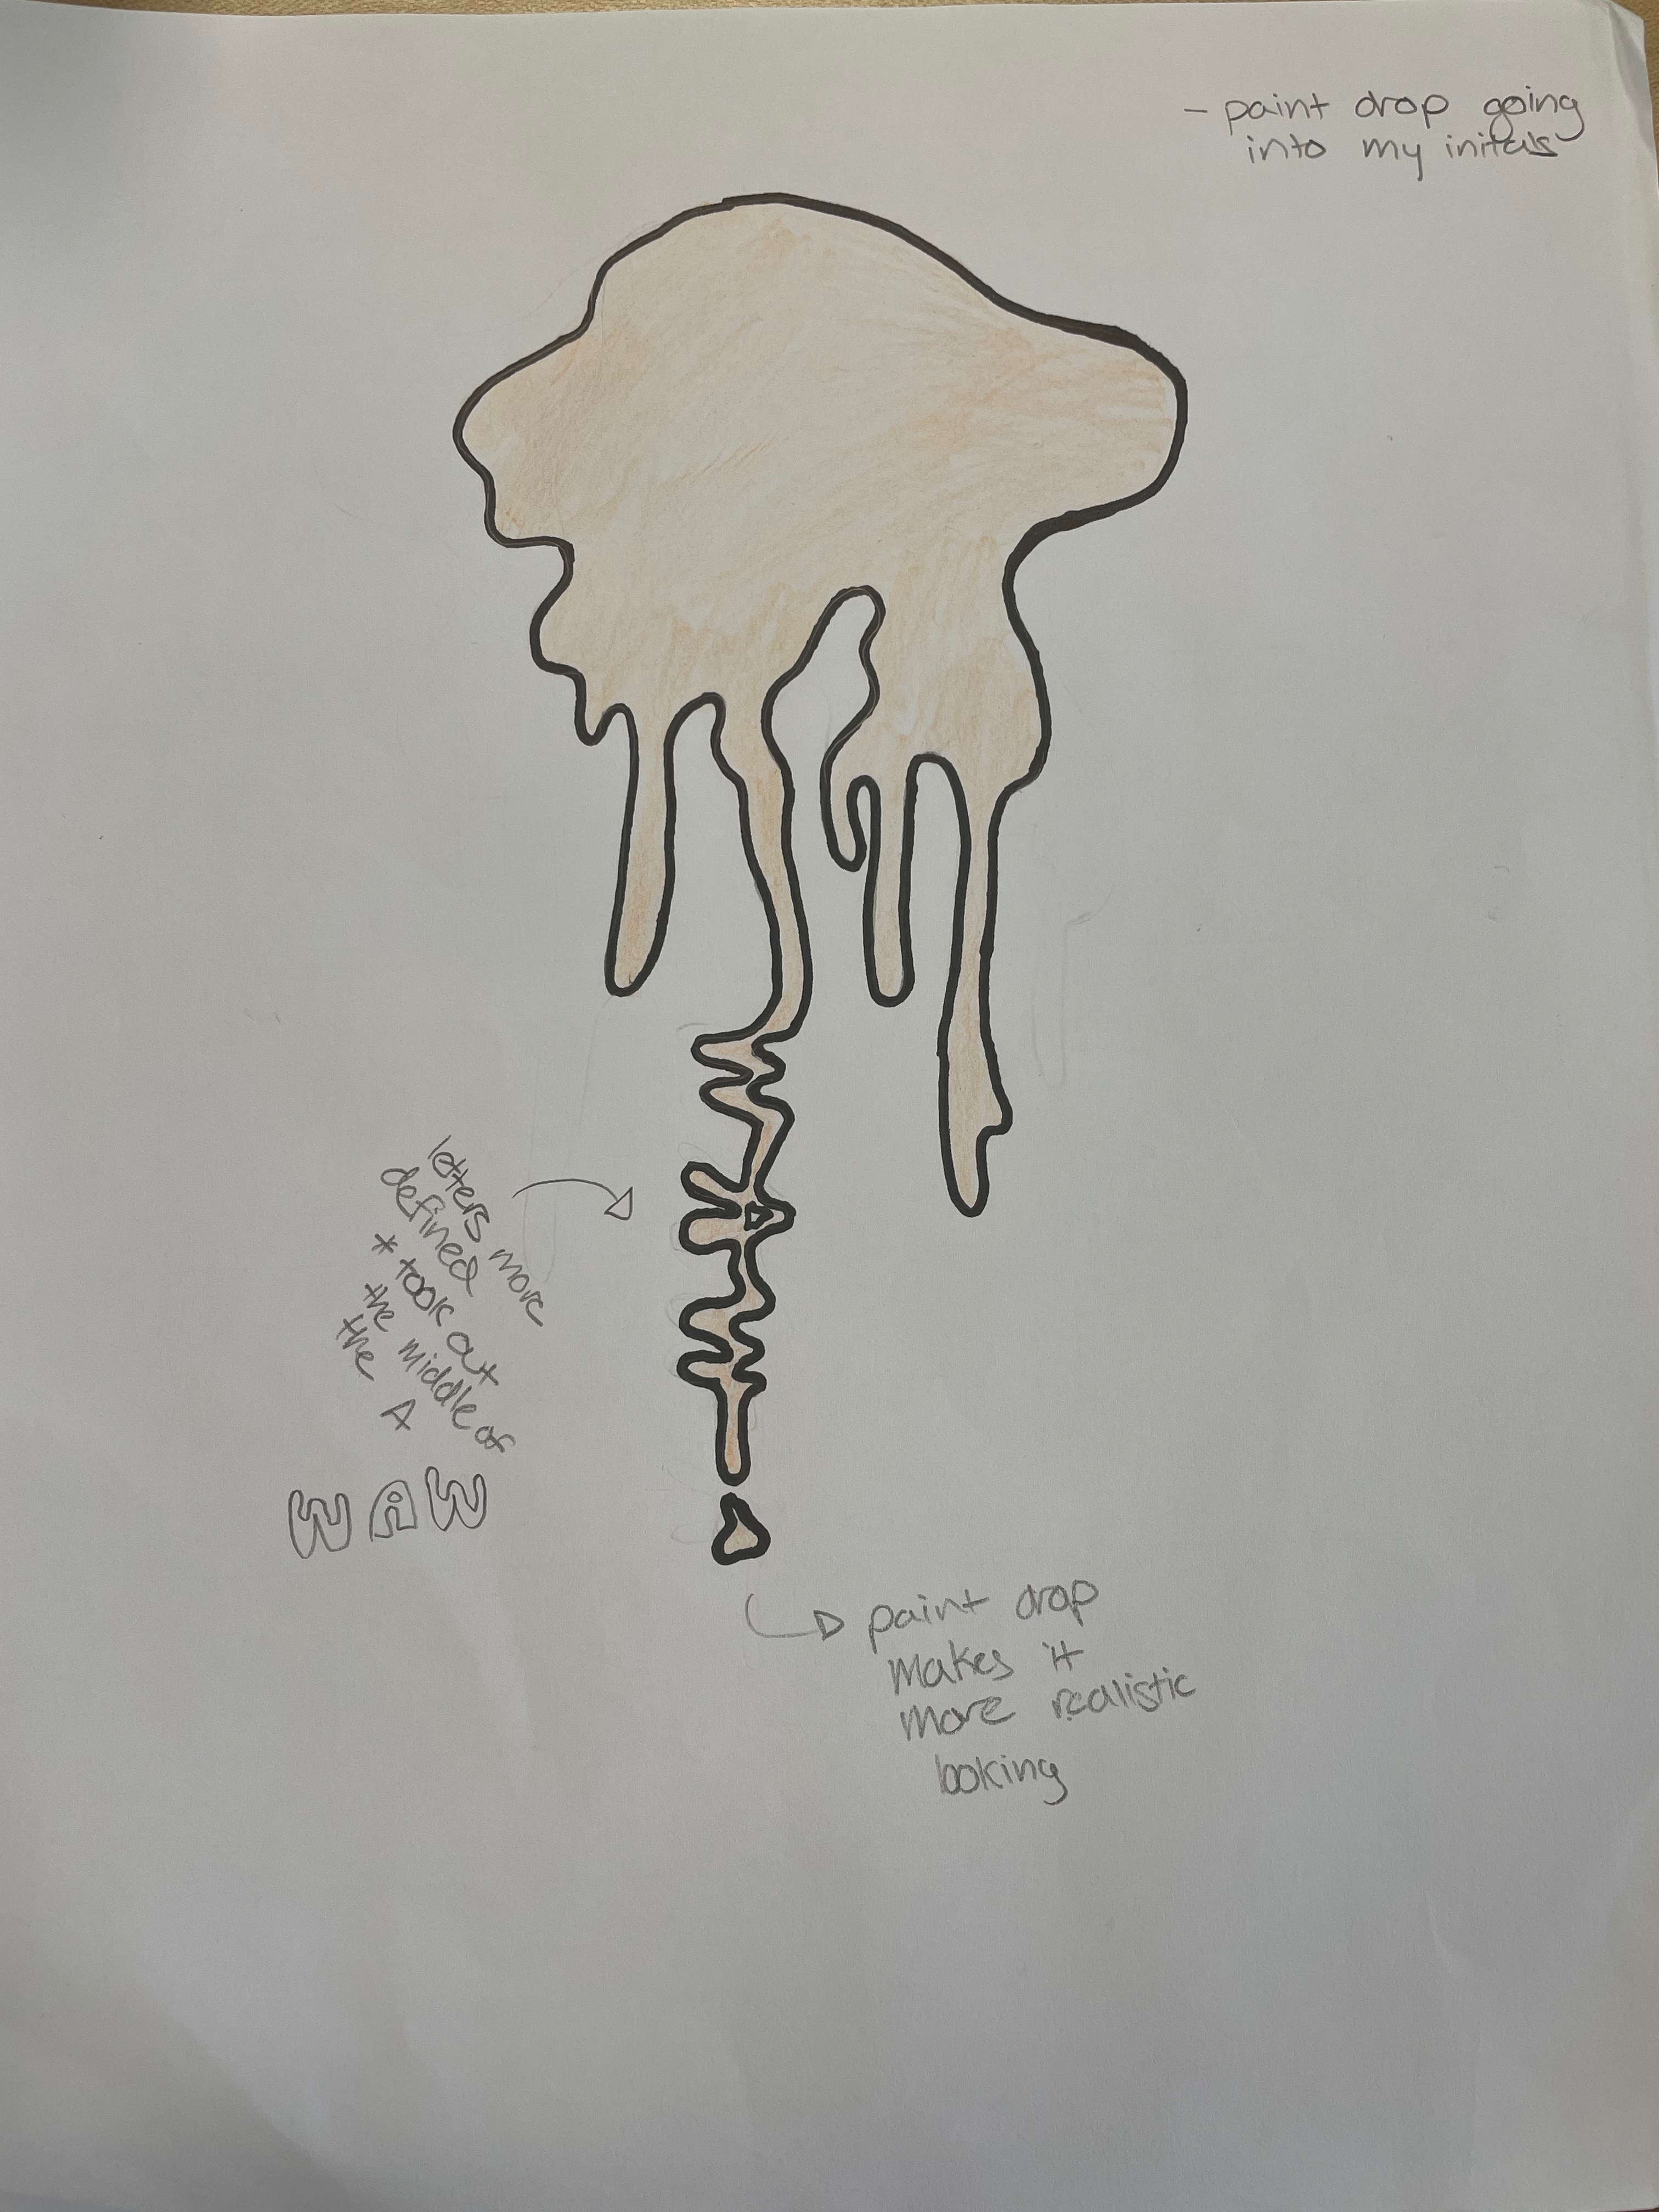 - paint drop going
into my initals
letters more
defined
* took out
the middle of
the A
WAW
paint drop
makes it
more realistic
looking